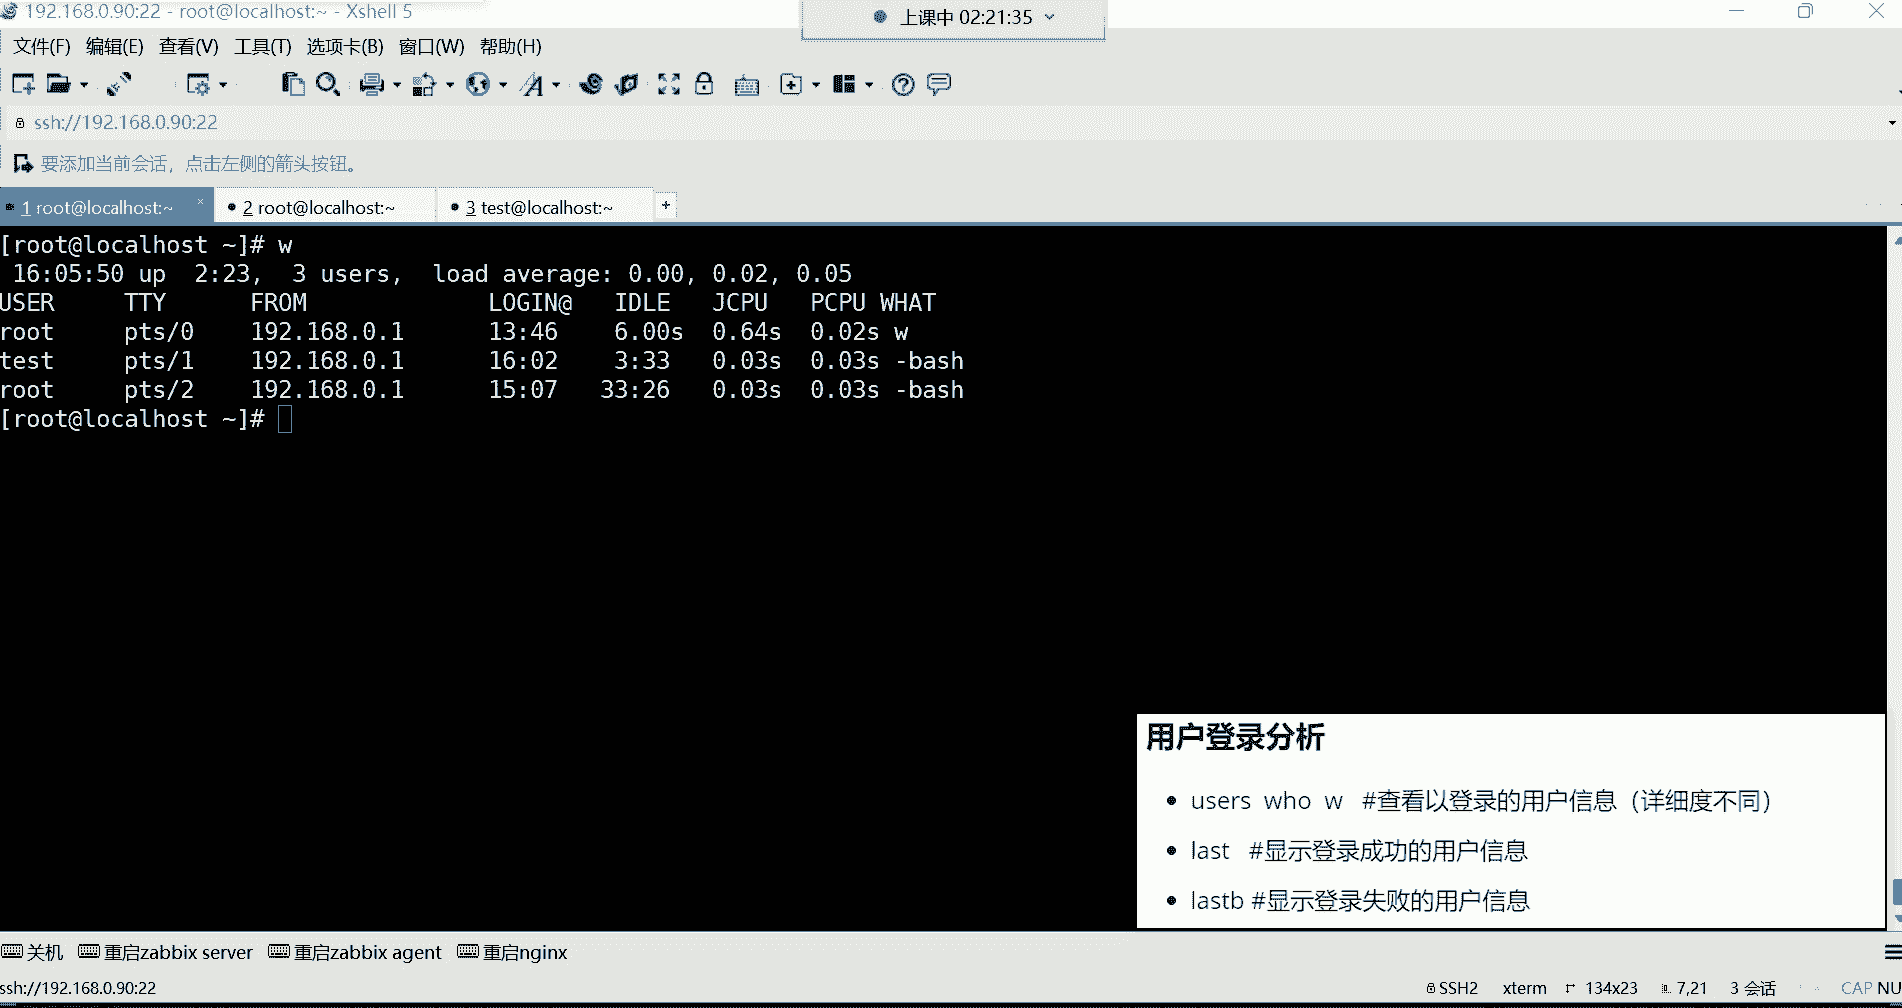 192.168.0.90:22 - root@localhost:~ - Xshell 5
上课中 02:21:35
文件(F) 编辑(E) 查看(V) 工具(T) 选项卡(B) 窗口(W) 帮助(H)
ssh://192.168.0.90:22
要添加当前会话，点击左侧的箭头按钮。
1 root@localhost:~ × 2 root@localhost:~ 3 test@localhost:~ +
[root@localhost ~]# w
16:05:50 up  2:23,  3 users,  load average: 0.00, 0.02, 0.05
USER     TTY      FROM             LOGIN@   IDLE   JCPU   PCPU WHAT
root     pts/0    192.168.0.1      13:46    6.00s  0.64s  0.02s w
test     pts/1    192.168.0.1      16:02    3:33   0.03s  0.03s -bash
root     pts/2    192.168.0.1      15:07   33:26   0.03s  0.03s -bash
[root@localhost ~]#
用户登录分析
• users who w #查看以登录的用户信息（详细度不同）
• last #显示登录成功的用户信息
• lastb #显示登录失败的用户信息
关机 重启zabbix server 重启zabbix agent 重启nginx
ssh://192.168.0.90:22 SSH2 xterm 134x23 7,21 3 会话 CAP NU